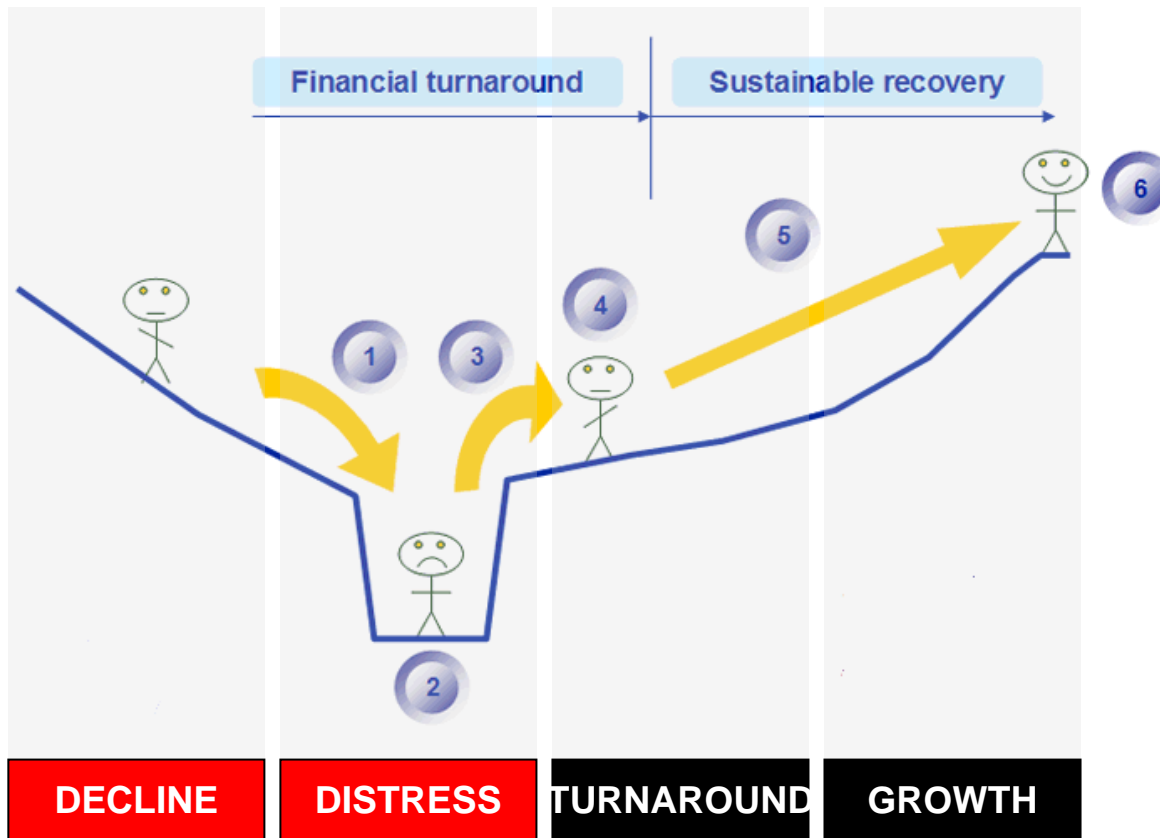 Financial turnaround
Sustainable recovery
6
5
4
1
3
2
DECLINE
DISTRESS
TURNAROUND
GROWTH